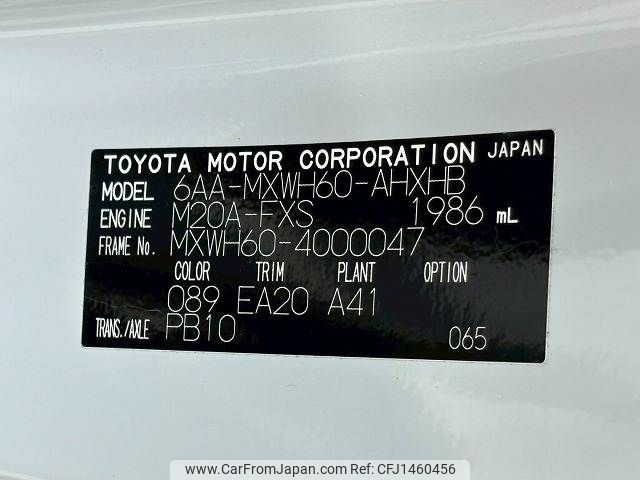 TOYOTA MOTOR CORPORATION JAPAN
MODEL 6AA-MXWH60-AHXHB
ENGINE M20A-FXS 1986 mL
FRAME No. MXWH60-4000047
COLOR TRIM PLANT OPTION
089 EA20 A41
TRANS./AXLE PB10 065
www.CarFromJapan.com - CFJ1460456